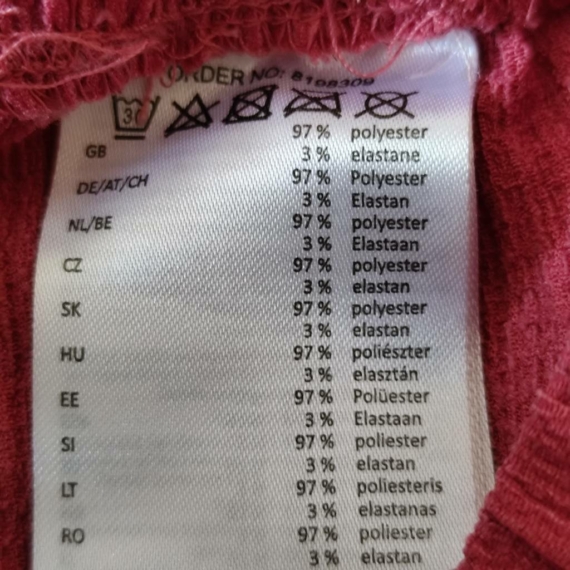 ORDER NO: 8198309
30
97 % polyester
GB 3 % elastane
DE/AT/CH 97 % Polyester
3 % Elastan
NL/BE 97 % polyester
3 % Elastaan
CZ 97 % polyester
3 % elastan
SK 97 % polyester
3 % elastan
HU 97 % poliészter
3 % elasztán
EE 97 % Polüester
3 % Elastaan
SI 97 % poliester
3 % elastan
LT 97 % poliesteris
3 % elastanas
RO 97 % poliester
3 % elastan